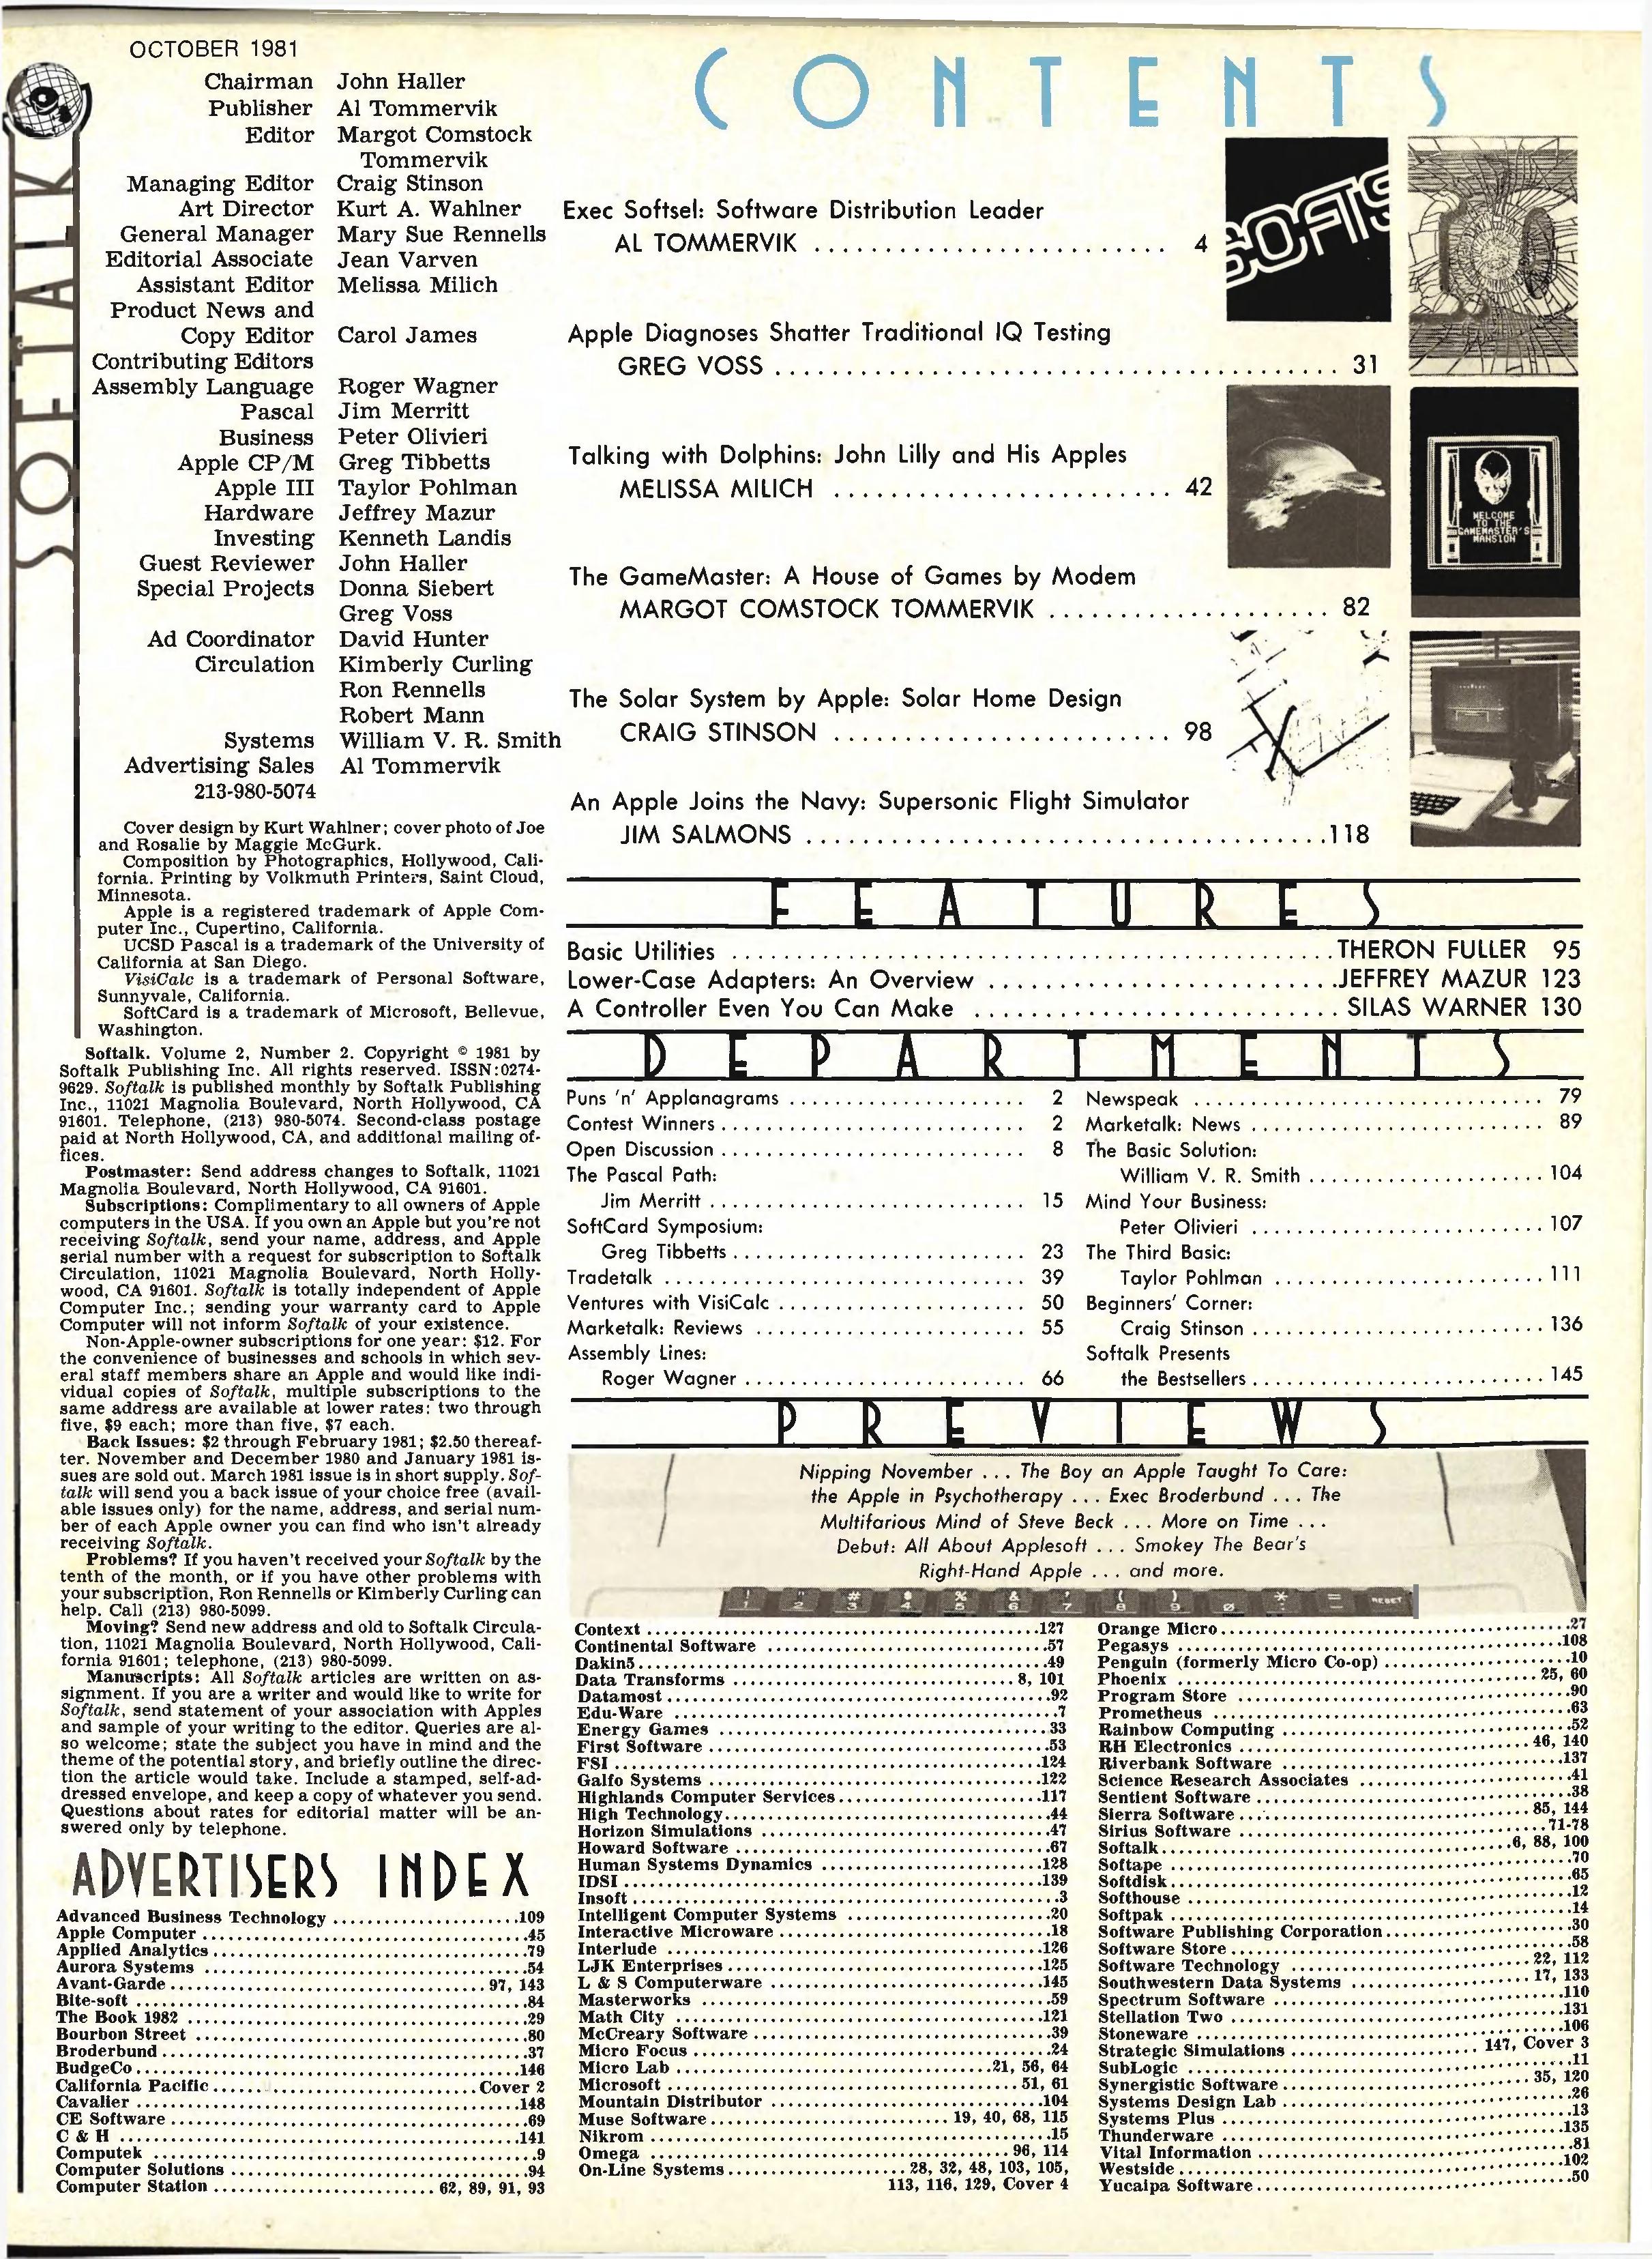 OCTOBER 1981
SOFTALK
Chairman John Haller
Publisher Al Tommervik
Editor Margot Comstock
Tommervik
Managing Editor Craig Stinson
Art Director Kurt A. Wahlner
General Manager Mary Sue Rennells
Editorial Associate Jean Varven
Assistant Editor Melissa Milich
Product News and
Copy Editor Carol James
Contributing Editors
Assembly Language Roger Wagner
Pascal Jim Merritt
Business Peter Olivieri
Apple CP/M Greg Tibbetts
Apple III Taylor Pohlman
Hardware Jeffrey Mazur
Investing Kenneth Landis
Guest Reviewer John Haller
Special Projects Donna Siebert
Greg Voss
Ad Coordinator David Hunter
Circulation Kimberly Curling
Ron Rennells
Robert Mann
Systems William V. R. Smith
Advertising Sales Al Tommervik
213-980-5074
Cover design by Kurt Wahlner; cover photo of Joe
and Rosalie by Maggie McGurk.
Composition by Photographics, Hollywood, Cali-
fornia. Printing by Volkmuth Printers, Saint Cloud,
Minnesota.
Apple is a registered trademark of Apple Com-
puter Inc., Cupertino, California.
UCSD Pascal is a trademark of the University of
California at San Diego.
VisiCalc is a trademark of Personal Software,
Sunnyvale, California.
SoftCard is a trademark of Microsoft, Bellevue,
Washington.
Softalk. Volume 2, Number 2. Copyright © 1981 by
Softalk Publishing Inc. All rights reserved. ISSN:0274-
9629. Softalk is published monthly by Softalk Publishing
Inc., 11021 Magnolia Boulevard, North Hollywood, CA
91601. Telephone, (213) 980-5074. Second-class postage
paid at North Hollywood, CA, and additional mailing of-
fices.
Postmaster: Send address changes to Softalk, 11021
Magnolia Boulevard, North Hollywood, CA 91601.
Subscriptions: Complimentary to all owners of Apple
computers in the USA. If you own an Apple but you're not
receiving Softalk, send your name, address, and Apple
serial number with a request for subscription to Softalk
Circulation, 11021 Magnolia Boulevard, North Holly-
wood, CA 91601. Softalk is totally independent of Apple
Computer Inc.; sending your warranty card to Apple
Computer will not inform Softalk of your existence.
Non-Apple-owner subscriptions for one year: $12. For
the convenience of businesses and schools in which sev-
eral staff members share an Apple and would like indi-
vidual copies of Softalk, multiple subscriptions to the
same address are available at lower rates: two through
five, $9 each; more than five, $7 each.
Back Issues: $2 through February 1981; $2.50 thereaf-
ter. November and December 1980 and January 1981 is-
sues are sold out. March 1981 issue is in short supply. Sof-
talk will send you a back issue of your choice free (avail-
able issues only) for the name, address, and serial num-
ber of each Apple owner you can find who isn't already
receiving Softalk.
Problems? If you haven't received your Softalk by the
tenth of the month, or if you have other problems with
your subscription, Ron Rennells or Kimberly Curling can
help. Call (213) 980-5099.
Moving? Send new address and old to Softalk Circula-
tion, 11021 Magnolia Boulevard, North Hollywood, Cali-
fornia 91601; telephone, (213) 980-5099.
Manuscripts: All Softalk articles are written on as-
signment. If you are a writer and would like to write for
Softalk, send statement of your association with Apples
and sample of your writing to the editor. Queries are al-
so welcome; state the subject you have in mind and the
theme of the potential story, and briefly outline the direc-
tion the article would take. Include a stamped, self-ad-
dressed envelope, and keep a copy of whatever you send.
Questions about rates for editorial matter will be an-
swered only by telephone.
CONTENTS
SOFTS
Exec Softsel: Software Distribution Leader
AL TOMMERVIK ......................... 4
Apple Diagnoses Shatter Traditional IQ Testing
GREG VOSS ........................................ 31
Talking with Dolphins: John Lilly and His Apples
MELISSA MILICH ........................ 42
WELCOME
TO THE
GAMEMASTER'S
MANSION
The GameMaster: A House of Games by Modem
MARGOT COMSTOCK TOMMERVIK .................... 82
The Solar System by Apple: Solar Home Design
CRAIG STINSON ........................ 98
An Apple Joins the Navy: Supersonic Flight Simulator
JIM SALMONS .....................................118
FEATURES
Basic Utilities ........................................... THERON FULLER 95
Lower-Case Adapters: An Overview .........................JEFFREY MAZUR 123
A Controller Even You Can Make .......................... SILAS WARNER 130
DEPARTMENTS
Puns 'n' Applanagrams ...................... 2
Contest Winners ............................ 2
Open Discussion ............................ 8
The Pascal Path:
Jim Merritt ............................. 15
SoftCard Symposium:
Greg Tibbetts ........................... 23
Tradetalk .................................. 39
Ventures with VisiCalc ...................... 50
Marketalk: Reviews ......................... 55
Assembly Lines:
Roger Wagner .......................... 66
Newspeak .................................. 79
Marketalk: News ............................ 89
The Basic Solution:
William V. R. Smith ..................... 104
Mind Your Business:
Peter Olivieri ............................ 107
The Third Basic:
Taylor Pohlman ......................... 111
Beginners' Corner:
Craig Stinson ........................... 136
Softalk Presents
the Bestsellers ........................... 145
PREVIEWS
Nipping November ... The Boy an Apple Taught To Care:
the Apple in Psychotherapy ... Exec Broderbund ... The
Multifarious Mind of Steve Beck ... More on Time ...
Debut: All About Applesoft ... Smokey The Bear's
Right-Hand Apple ... and more.
! " # $ % & ' ( ) * =
1 2 3 4 5 6 7 8 9 0 : - RESET
ADVERTISERS INDEX
Advanced Business Technology ......................109
Apple Computer ....................................45
Applied Analytics..................................79
Aurora Systems ....................................54
Avant-Garde ................................... 97, 143
Bite-soft ..........................................84
The Book 1982 .....................................29
Bourbon Street ....................................80
Broderbund........................................37
BudgeCo..........................................146
California Pacific............................. Cover 2
Cavalier ..........................................148
CE Software .......................................69
C & H ............................................141
Computek .........................................9
Computer Solutions ................................94
Computer Station ......................... 62, 89, 91, 93
Context ..........................................127
Continental Software ..............................57
Dakin5............................................49
Data Transforms ............................... 8, 101
Datamost..........................................92
Edu-Ware .........................................7
Energy Games .....................................33
First Software .....................................53
FSI ..............................................124
Galfo Systems ....................................122
Highlands Computer Services......................117
High Technology...................................44
Horizon Simulations ...............................47
Howard Software ..................................67
Human Systems Dynamics .........................128
IDSI .............................................139
Insoft .............................................3
Intelligent Computer Systems ......................20
Interactive Microware .............................18
Interlude .........................................126
LJK Enterprises...................................125
L & S Computerware ..............................145
Masterworks ......................................59
Math City ........................................121
McCreary Software ................................39
Micro Focus .......................................24
Micro Lab .................................21, 56, 64
Microsoft .....................................51, 61
Mountain Distributor .............................104
Muse Software........................19, 40, 68, 115
Nikrom ...........................................15
Omega ....................................... 96, 114
On-Line Systems...................28, 32, 48, 103, 105,
113, 116, 129, Cover 4
Orange Micro......................................27
Pegasys ..........................................108
Penguin (formerly Micro Co-op) ....................10
Phoenix ...................................... 25, 60
Program Store .....................................90
Prometheus .......................................63
Rainbow Computing ................................52
RH Electronics ............................... 46, 140
Riverbank Software ...............................137
Science Research Associates ........................41
Sentient Software ..................................38
Sierra Software ............................... 85, 144
Sirius Software ..................................71-78
Softalk.....................................6, 88, 100
Softape ...........................................70
Softdisk...........................................65
Softhouse .........................................12
Softpak ...........................................14
Software Publishing Corporation....................30
Software Store.....................................58
Software Technology .......................... 22, 112
Southwestern Data Systems .................... 17, 133
Spectrum Software ................................110
Stellation Two ....................................131
Stoneware ........................................106
Strategic Simulations ..................... 147, Cover 3
SubLogic ..........................................11
Synergistic Software........................... 35, 120
Systems Design Lab ................................26
Systems Plus ......................................13
Thunderware .....................................135
Vital Information ..................................81
Westside..........................................102
Yucaipa Software..................................50